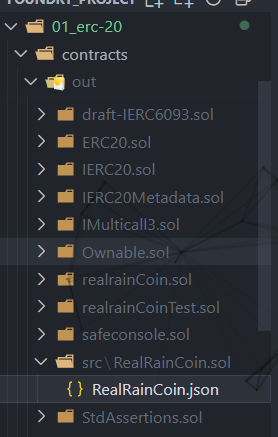 FOUNDRY_PROJECT
01_erc-20
contracts
out
draft-IERC6093.sol
ERC20.sol
IERC20.sol
IERC20Metadata.sol
IMulticall3.sol
Ownable.sol
realrainCoin.sol
realrainCoinTest.sol
safeconsole.sol
src\RealRainCoin.sol
{ } RealRainCoin.json
StdAssertions.sol